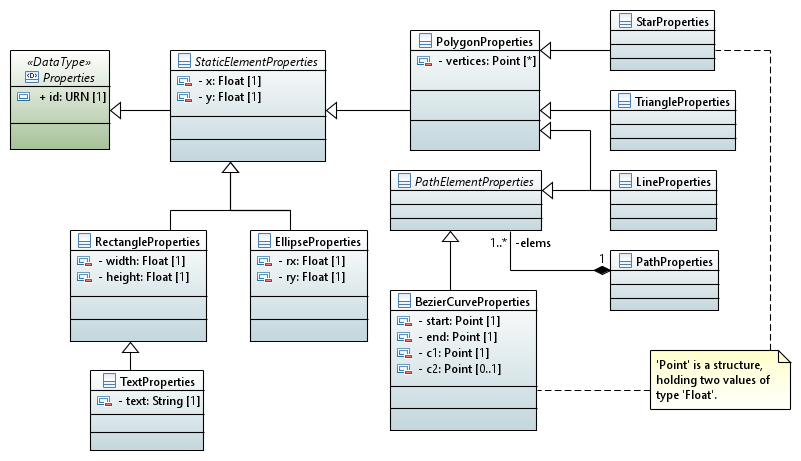 «DataType»
Properties
+ id: URN [1]
StaticElementProperties
- x: Float [1]
- y: Float [1]
PolygonProperties
- vertices: Point [*]
StarProperties
TriangleProperties
LineProperties
PathElementProperties
1..*
-elems
1
PathProperties
RectangleProperties
- width: Float [1]
- height: Float [1]
EllipseProperties
- rx: Float [1]
- ry: Float [1]
BezierCurveProperties
- start: Point [1]
- end: Point [1]
- c1: Point [1]
- c2: Point [0..1]
TextProperties
- text: String [1]
'Point' is a structure,
holding two values of
type 'Float'.